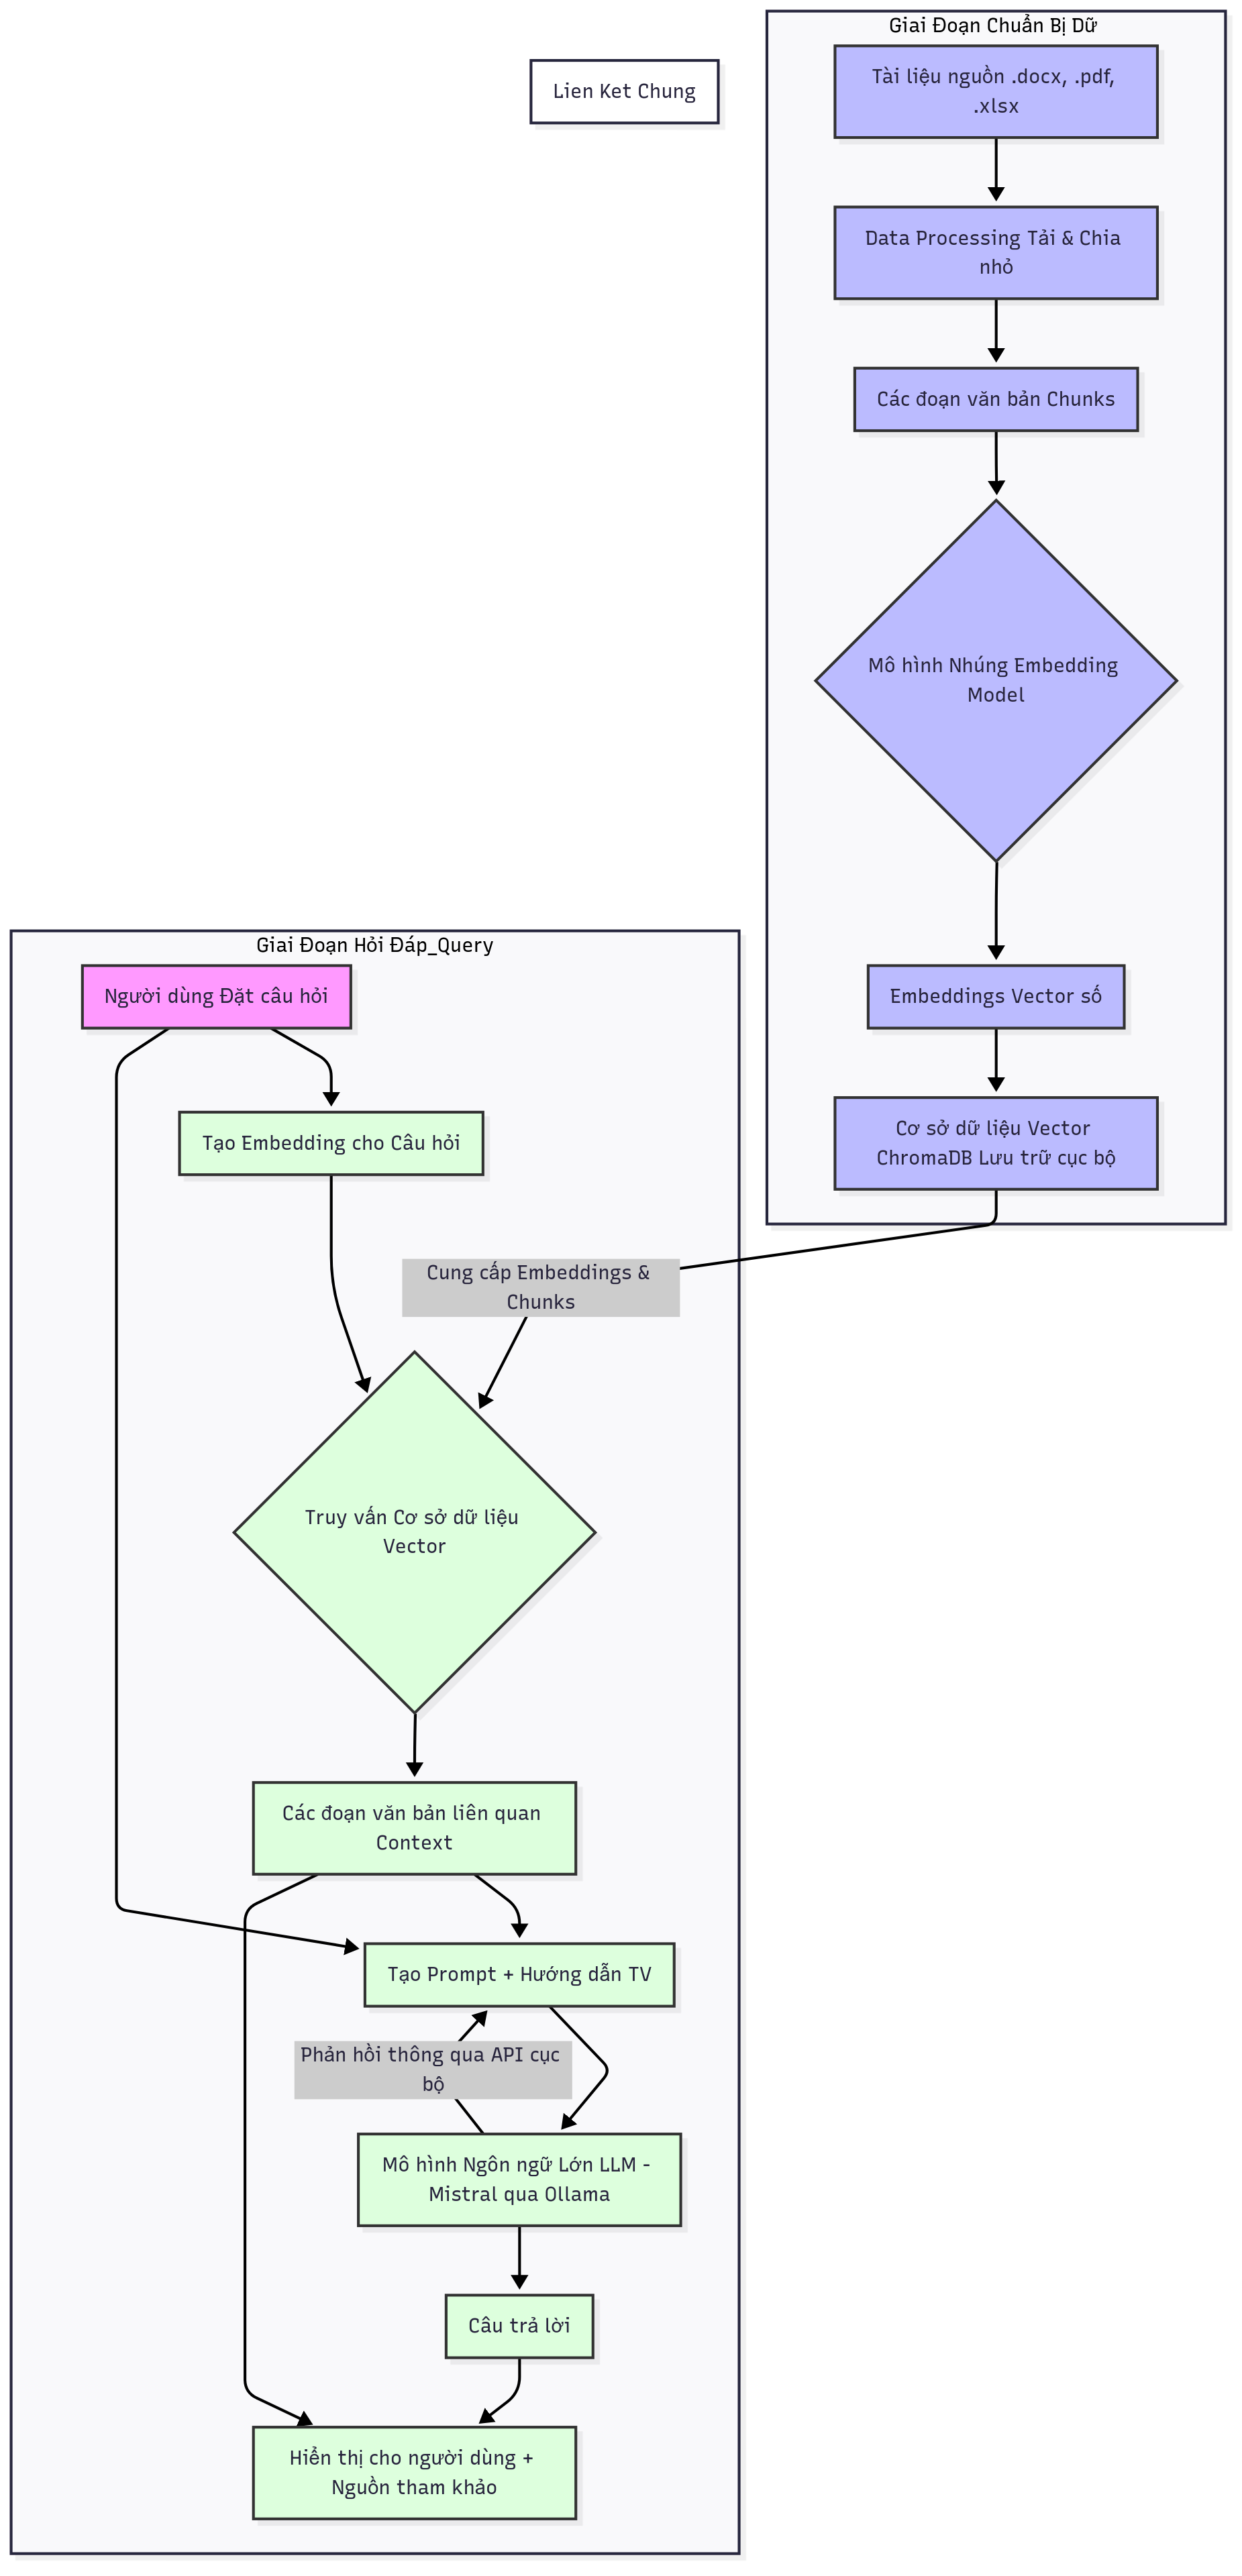 Giai Đoạn Chuẩn Bị Dữ
Tài liệu nguồn .docx, .pdf,
.xlsx
Lien Ket Chung
Data Processing Tải & Chia
nhỏ
Các đoạn văn bản Chunks
Mô hình Nhúng Embedding
Model
Giai Đoạn Hỏi Đáp_Query
Người dùng Đặt câu hỏi
Embeddings Vector số
Tạo Embedding cho Câu hỏi
Cơ sở dữ liệu Vector
ChromaDB Lưu trữ cục bộ
Cung cấp Embeddings &
Chunks
Truy vấn Cơ sở dữ liệu
Vector
Các đoạn văn bản liên quan
Context
Tạo Prompt + Hướng dẫn TV
Phản hồi thông qua API cục
bộ
Mô hình Ngôn ngữ Lớn LLM -
Mistral qua Ollama
Câu trả lời
Hiển thị cho người dùng +
Nguồn tham khảo